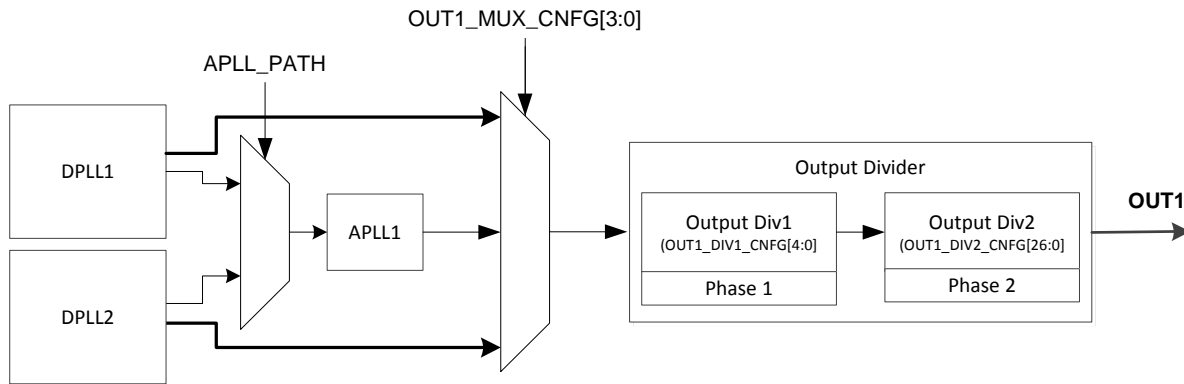 OUT1_MUX_CNFG[3:0]
APLL_PATH
DPLL1
DPLL2
APLL1
Output Divider
Output Div1
(OUT1_DIV1_CNFG[4:0]
Phase 1
Output Div2
(OUT1_DIV2_CNFG[26:0]
Phase 2
OUT1